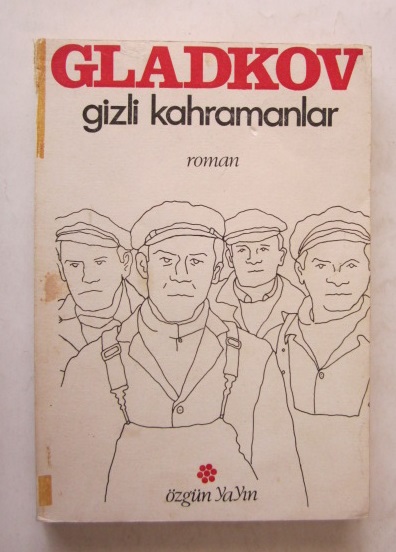 GLADKOV
gizli kahramanlar
roman
özgün yayın